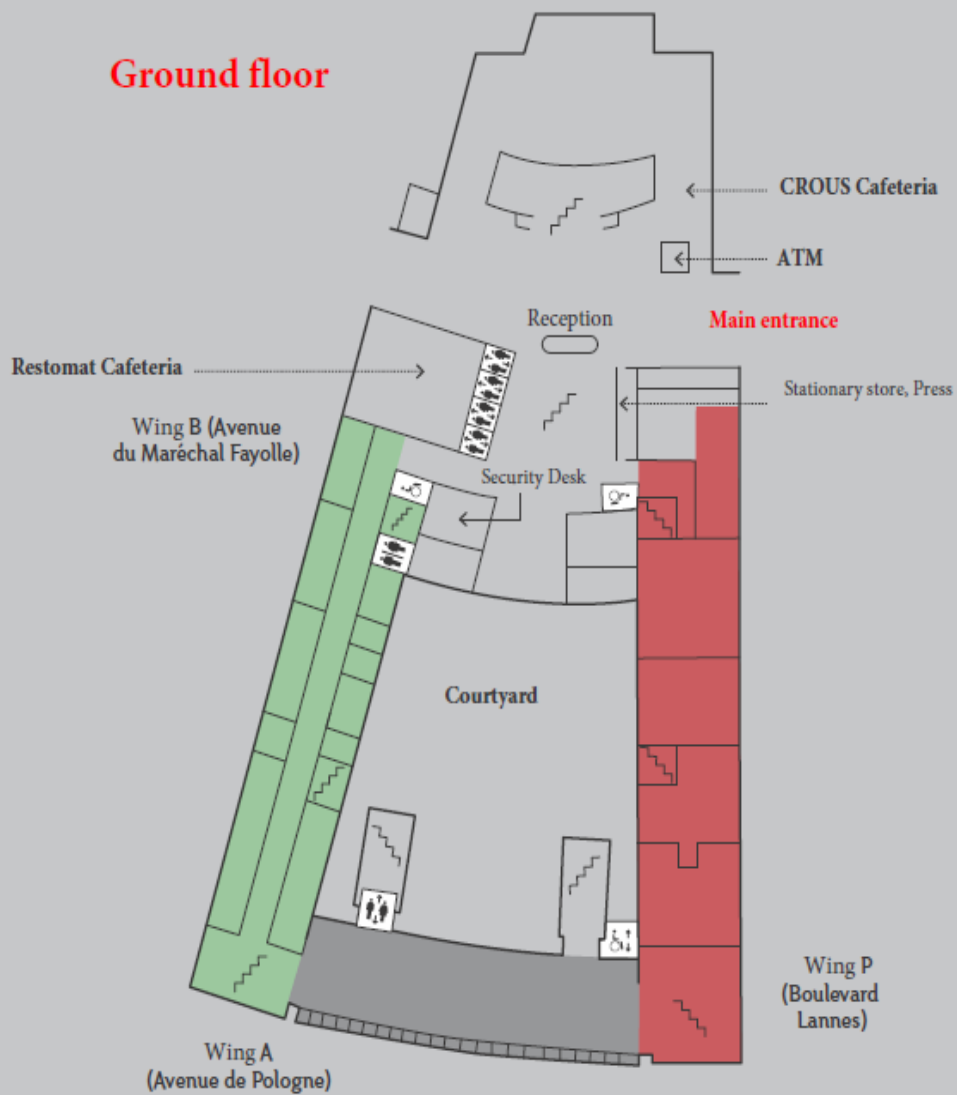 Ground floor
CROUS Cafeteria
ATM
Reception
Main entrance
Restomat Cafeteria
Stationary store, Press
Wing B (Avenue
du Maréchal Fayolle)
Security Desk
Courtyard
Wing P
(Boulevard
Lannes)
Wing A
(Avenue de Pologne)